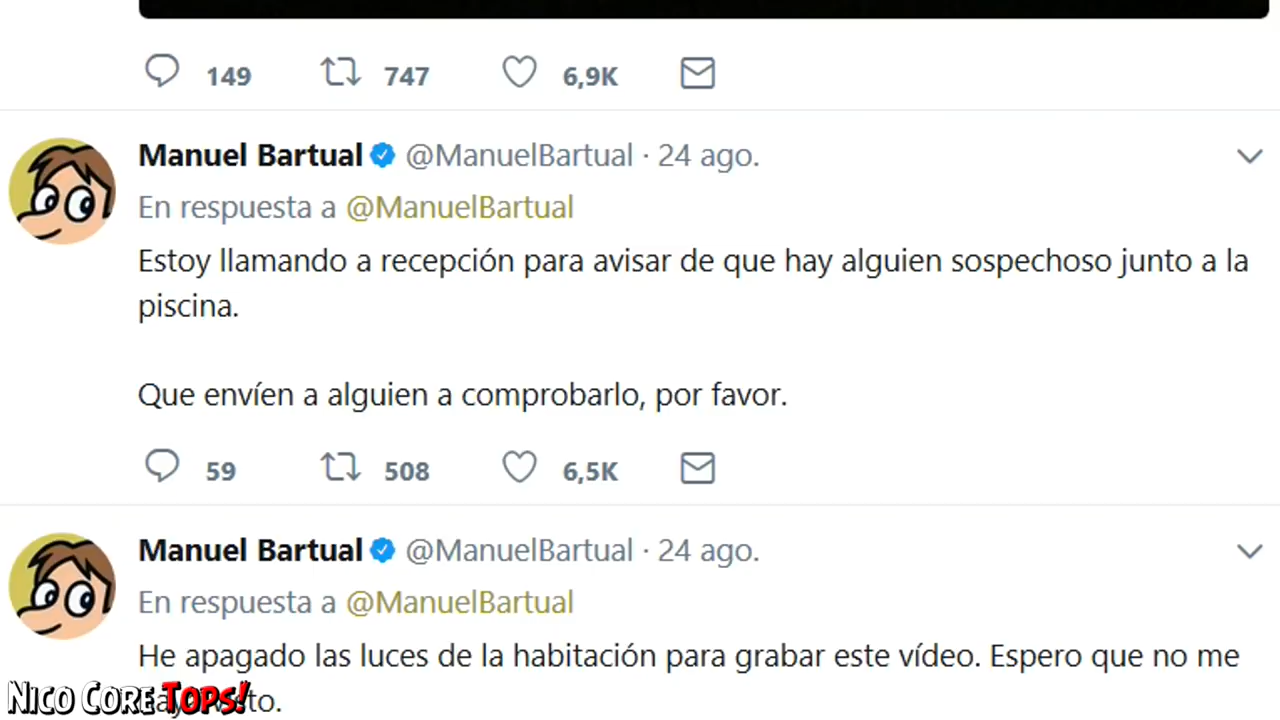 149 747 6,9K
Manuel Bartual @ManuelBartual · 24 ago.
En respuesta a @ManuelBartual
Estoy llamando a recepción para avisar de que hay alguien sospechoso junto a la
piscina.
Que envíen a alguien a comprobarlo, por favor.
59 508 6,5K
Manuel Bartual @ManuelBartual · 24 ago.
En respuesta a @ManuelBartual
He apagado las luces de la habitación para grabar este vídeo. Espero que no me
Nico Core Tops!